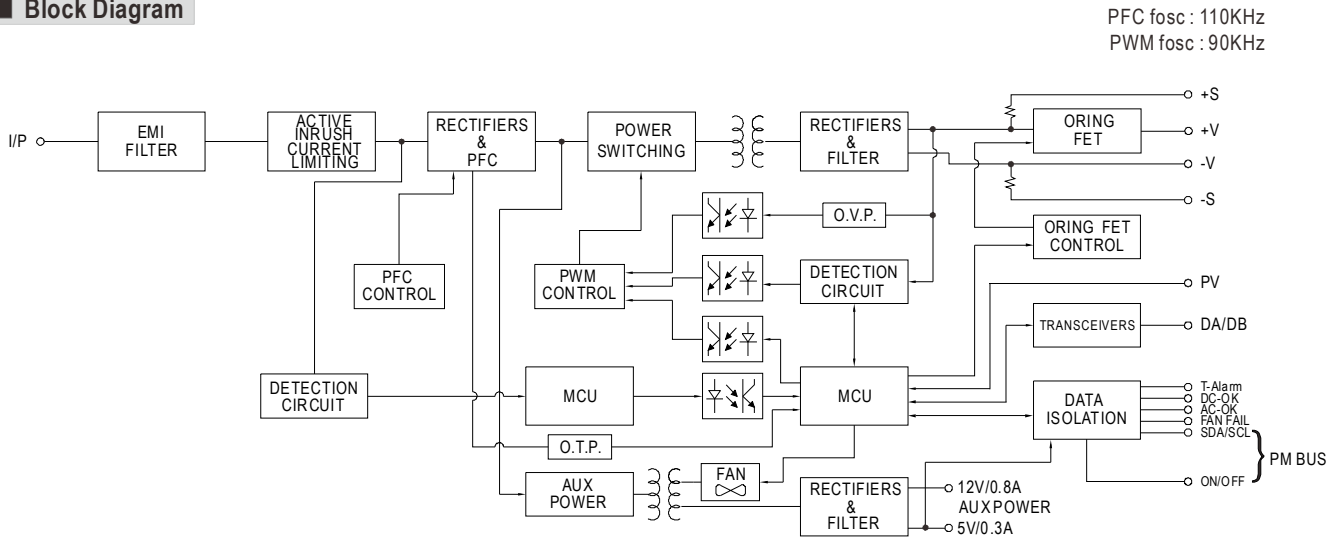 Block Diagram
PFC fosc : 110KHz
PWM fosc : 90KHz
I/P
EMI
FILTER
ACTIVE
INRUSH
CURRENT
LIMITING
RECTIFIERS
&
PFC
POWER
SWITCHING
RECTIFIERS
&
FILTER
ORING
FET
+S
+V
-V
-S
O.V.P.
ORING FET
CONTROL
PFC
CONTROL
PWM
CONTROL
DETECTION
CIRCUIT
PV
TRANSCEIVERS
DA/DB
DETECTION
CIRCUIT
MCU
MCU
DATA
ISOLATION
T-Alarm
DC-OK
AC-OK
FAN FAIL
SDA/SCL
PM BUS
ON/OFF
O.T.P.
AUX
POWER
FAN
RECTIFIERS
&
FILTER
12V/0.8A
AUX POWER
5V/0.3A